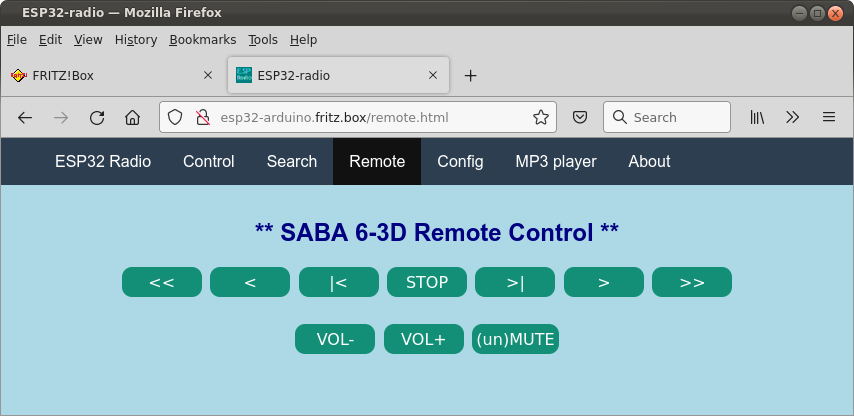 ESP32-radio — Mozilla Firefox
File Edit View History Bookmarks Tools Help
FRITZ!Box ESP32-radio
esp32-arduino.fritz.box/remote.html Search
ESP32 Radio Control Search Remote Config MP3 player About
** SABA 6-3D Remote Control **
<< < |< STOP >| > >>
VOL- VOL+ (un)MUTE